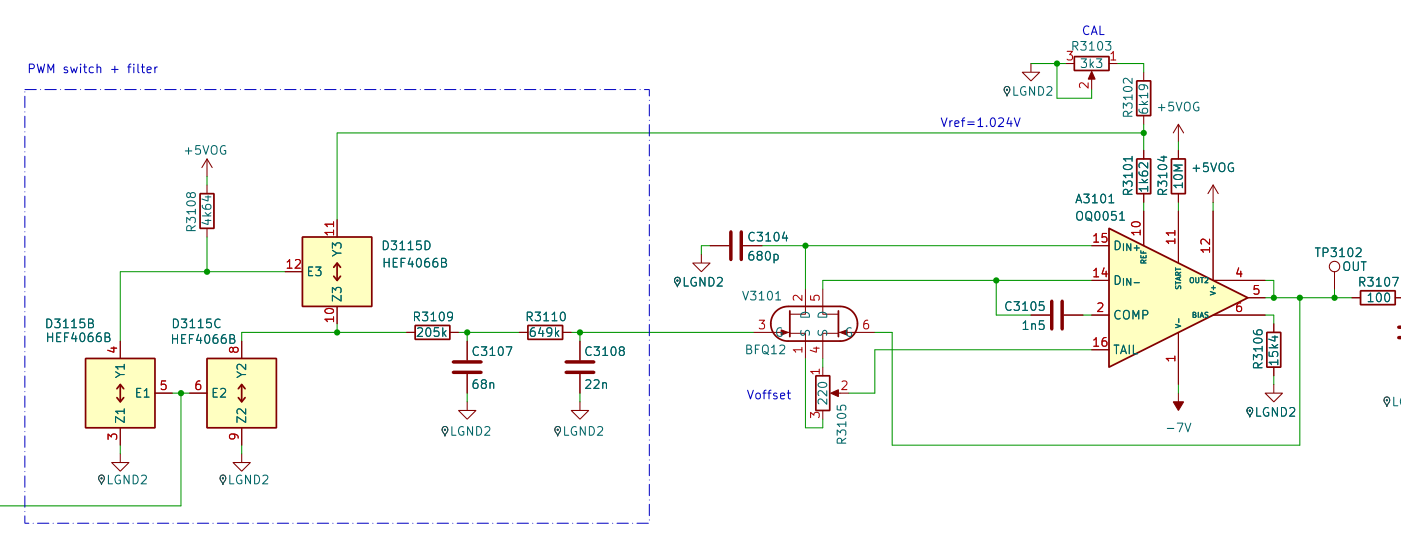 CAL
R3103
3
3k3
1
2
LGND2
R3102
6k19
+5VOG
PWM switch + filter
Vref=1.024V
+5VOG
R3108
4k64
11
Y3
12
E3
Z3
10
D3115D
HEF4066B
R3101
1k62
R3104
10M
+5VOG
A3101
OQ0051
10
11
12
REF
START
OUT2
V+
V-
BIAS
15
DIN+
14
DIN-
2
COMP
16
TAIL
4
5
6
1
-7V
TP3102
OUT
R3107
100
R3106
15k4
LGND2
C3104
680p
LGND2
V3101
2
5
D
D
3
G
S
S
G
6
BFQ12
1
4
C3105
1n5
Voffset
1
220
2
3
R3105
D3115B
HEF4066B
4
Y1
E1
5
Z1
3
LGND2
D3115C
HEF4066B
8
Y2
6
E2
Z2
9
LGND2
R3109
205k
R3110
649k
C3107
68n
LGND2
C3108
22n
LGND2